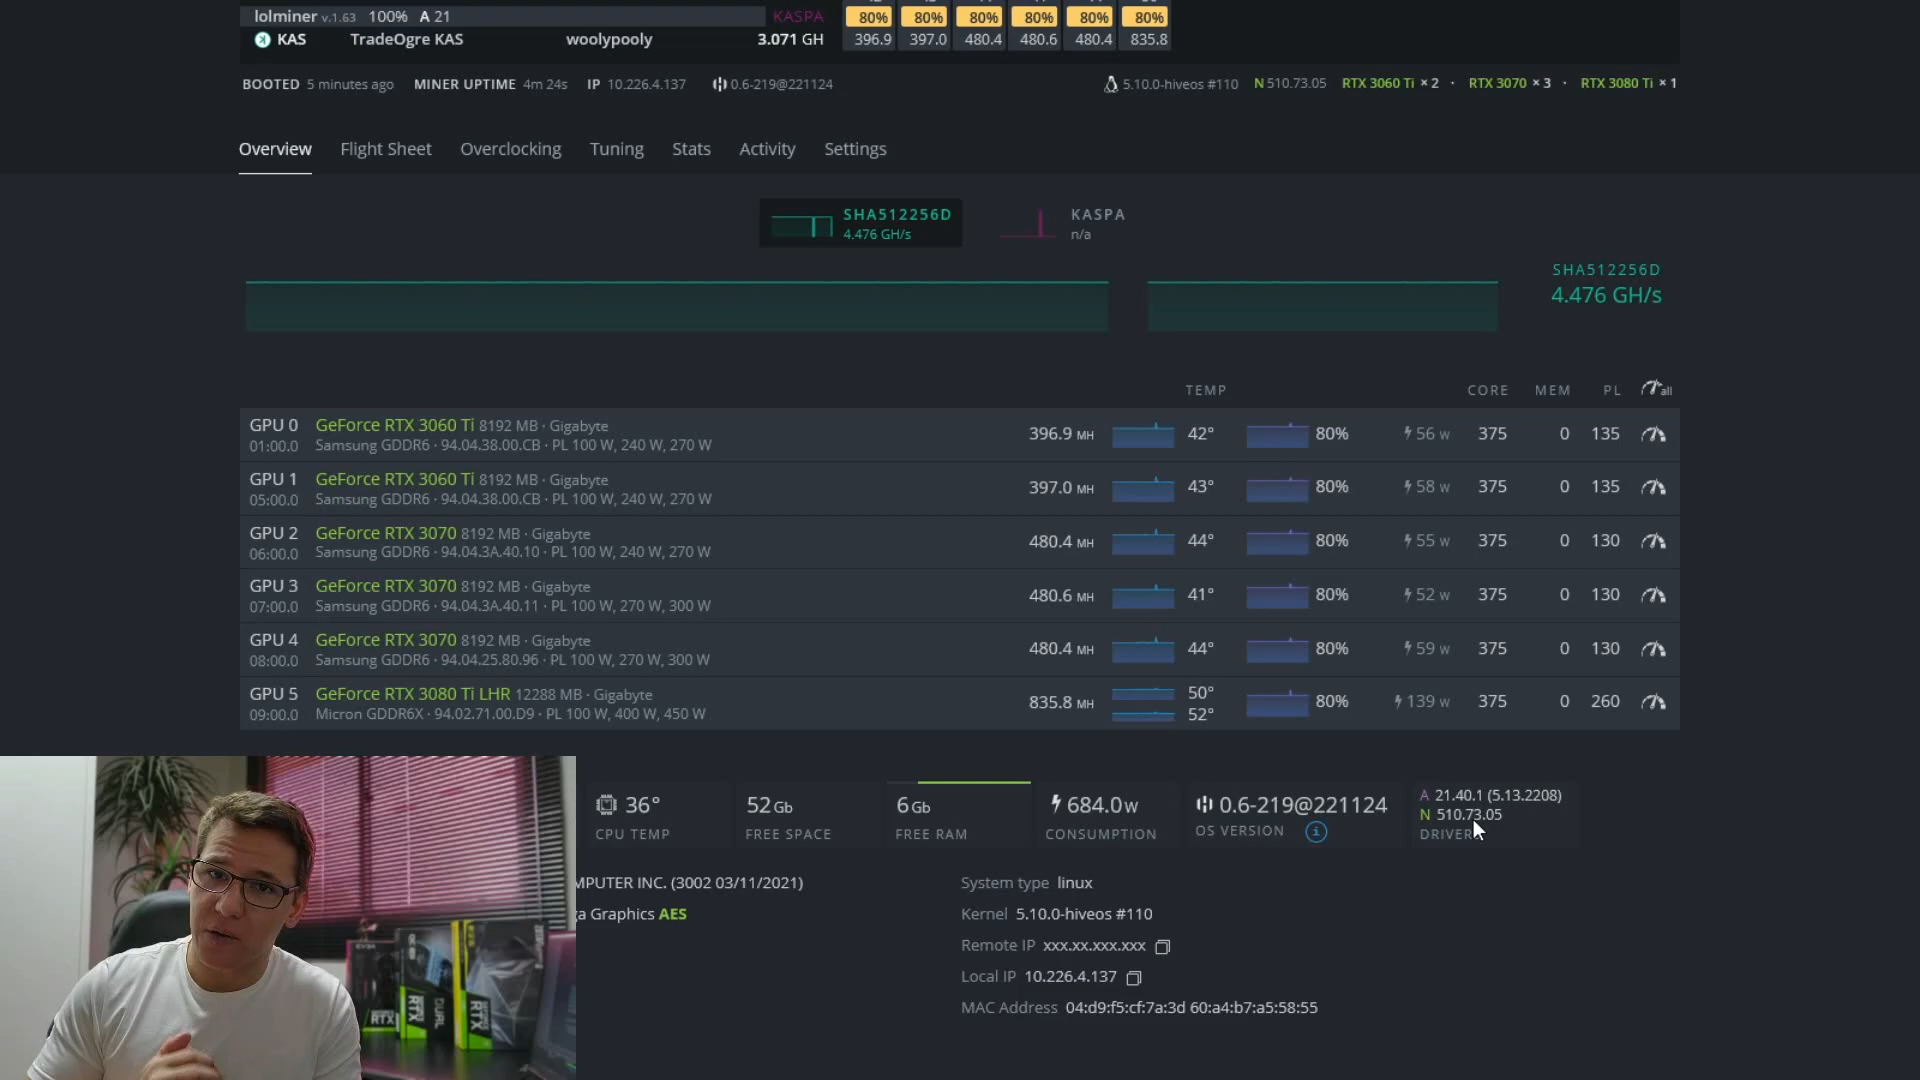 lolminer v.1.63 100% A 21 KASPA 80% 80% 80% 80% 80% 80%
KAS TradeOgre KAS woolypooly 3.071 GH 396.9 397.0 480.4 480.6 480.4 835.8
BOOTED 5 minutes ago MINER UPTIME 4m 24s IP 10.226.4.137 0.6-219@221124 5.10.0-hiveos #110 N 510.73.05 RTX 3060 Ti × 2 · RTX 3070 × 3 · RTX 3080 Ti × 1
Overview Flight Sheet Overclocking Tuning Stats Activity Settings
SHA512256D KASPA
4.476 GH/s n/a
SHA512256D
4.476 GH/s
TEMP CORE MEM PL all
GPU 0 GeForce RTX 3060 Ti 8192 MB · Gigabyte 396.9 MH 42° 80% 56 W 375 0 135
01:00.0 Samsung GDDR6 · 94.04.38.00.CB · PL 100 W, 240 W, 270 W
GPU 1 GeForce RTX 3060 Ti 8192 MB · Gigabyte 397.0 MH 43° 80% 58 W 375 0 135
05:00.0 Samsung GDDR6 · 94.04.38.00.CB · PL 100 W, 240 W, 270 W
GPU 2 GeForce RTX 3070 8192 MB · Gigabyte 480.4 MH 44° 80% 55 W 375 0 130
06:00.0 Samsung GDDR6 · 94.04.3A.40.10 · PL 100 W, 240 W, 270 W
GPU 3 GeForce RTX 3070 8192 MB · Gigabyte 480.6 MH 41° 80% 52 W 375 0 130
07:00.0 Samsung GDDR6 · 94.04.3A.40.11 · PL 100 W, 270 W, 300 W
GPU 4 GeForce RTX 3070 8192 MB · Gigabyte 480.4 MH 44° 80% 59 W 375 0 130
08:00.0 Samsung GDDR6 · 94.04.25.80.96 · PL 100 W, 270 W, 300 W
GPU 5 GeForce RTX 3080 Ti LHR 12288 MB · Gigabyte 835.8 MH 50° 80% 139 W 375 0 260
09:00.0 Micron GDDR6X · 94.02.71.00.D9 · PL 100 W, 400 W, 450 W 52°
36° 52 Gb 6 Gb 684.0 W 0.6-219@221124 A 21.40.1 (5.13.2208)
N 510.73.05
CPU TEMP FREE SPACE FREE RAM CONSUMPTION OS VERSION DRIVER
MPUTER INC. (3002 03/11/2021) System type linux
a Graphics AES Kernel 5.10.0-hiveos #110
Remote IP xxx.xx.xxx.xxx
Local IP 10.226.4.137
MAC Address 04:d9:f5:cf:7a:3d 60:a4:b7:a5:58:55
EVGA
RTX
RTX
DUAL
RTX